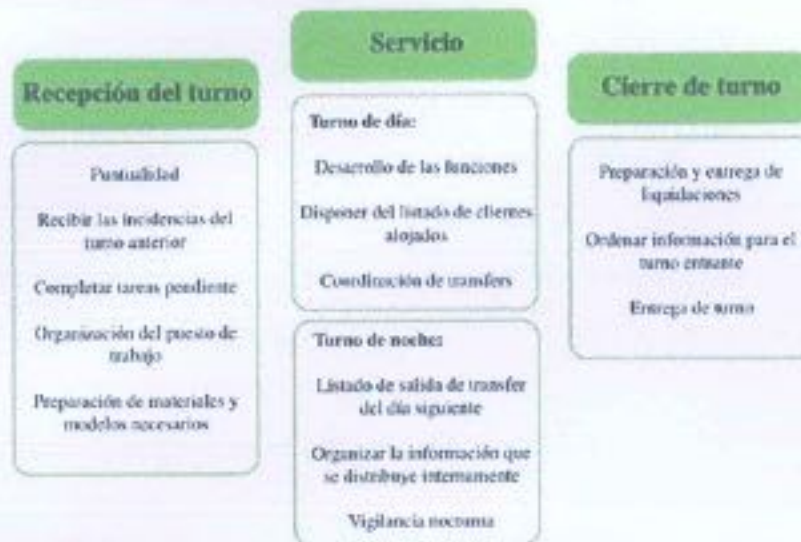 Recepción del turno
Puntualidad
Recibir las incidencias del
turno anterior
Completar tareas pendiente
Organización del puesto de
trabajo
Preparación de materiales y
modelos necesarios
Servicio
Turno de día:
Desarrollo de las funciones
Disponer del listado de clientes
alojados
Coordinación de transfers
Turno de noche:
Listado de salida de transfer
del día siguiente
Organizar la información que
se distribuye internamente
Vigilancia nocturna
Cierre de turno
Preparación y entrega de
liquidaciones
Ordenar información para el
turno entrante
Entrega de turno